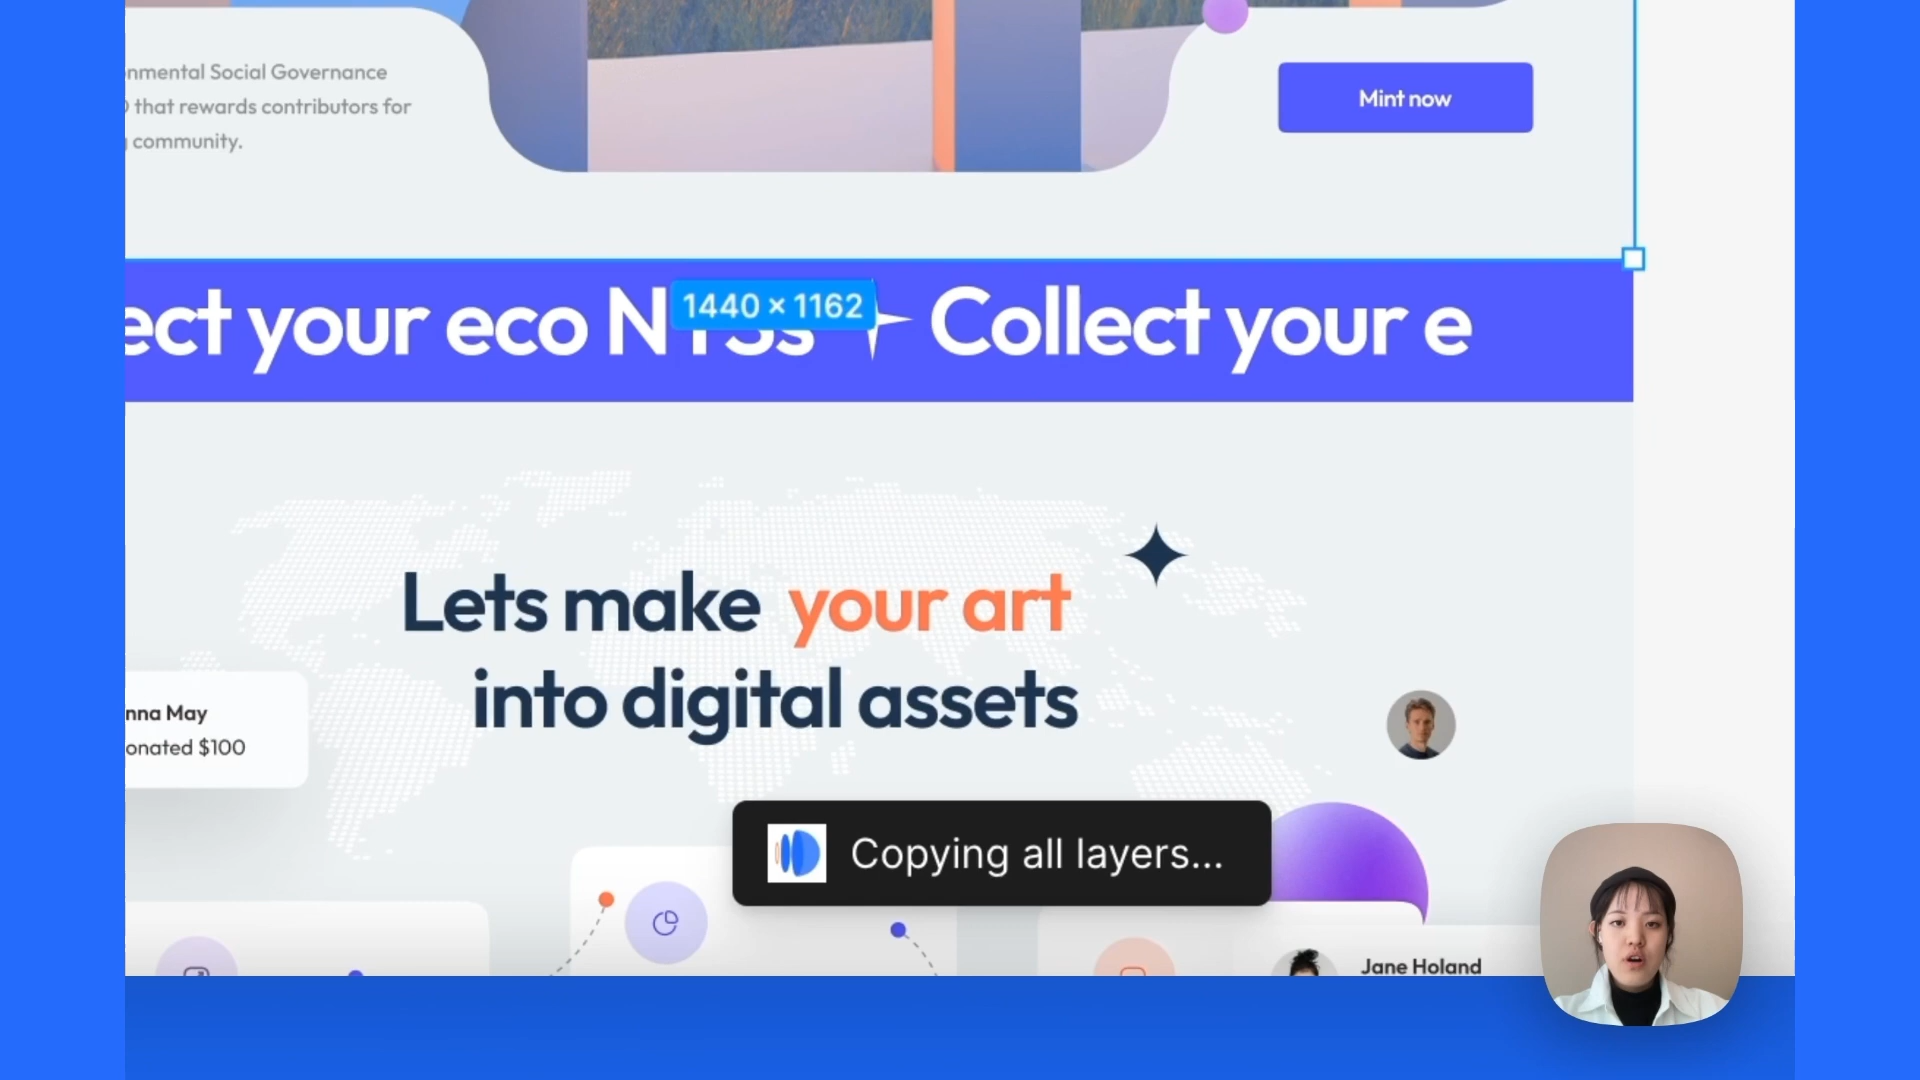 nmental Social Governance
that rewards contributors for
community.
Mint now
ect your eco N
1440 × 1162
Collect your e
Lets make your art
into digital assets
nna May
onated $100
Copying all layers...
Jane Holand